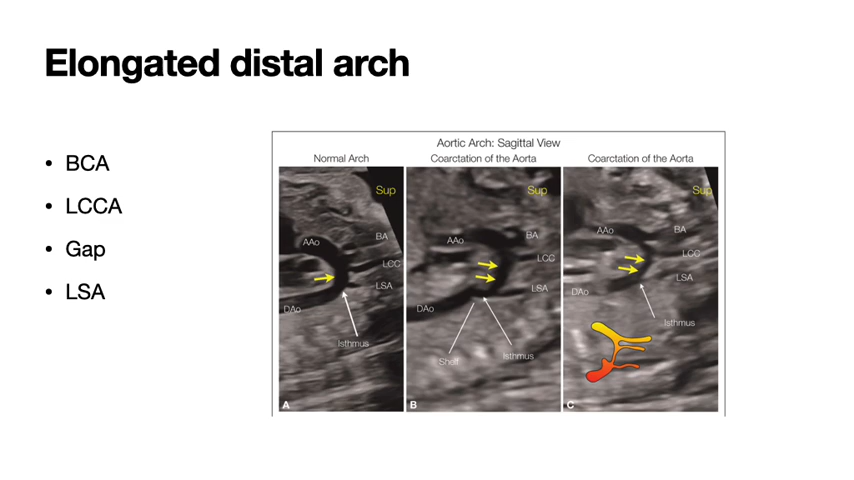 Elongated distal arch
• BCA
• LCCA
• Gap
• LSA
Aortic Arch: Sagittal View
Normal Arch
Coarctation of the Aorta
Coarctation of the Aorta
Sup
AAo
BA
LCC
LSA
DAo
Isthmus
A
Sup
AAo
BA
LCC
LSA
DAo
Shelf
Isthmus
B
Sup
AAo
BA
LCC
LSA
DAo
Isthmus
C